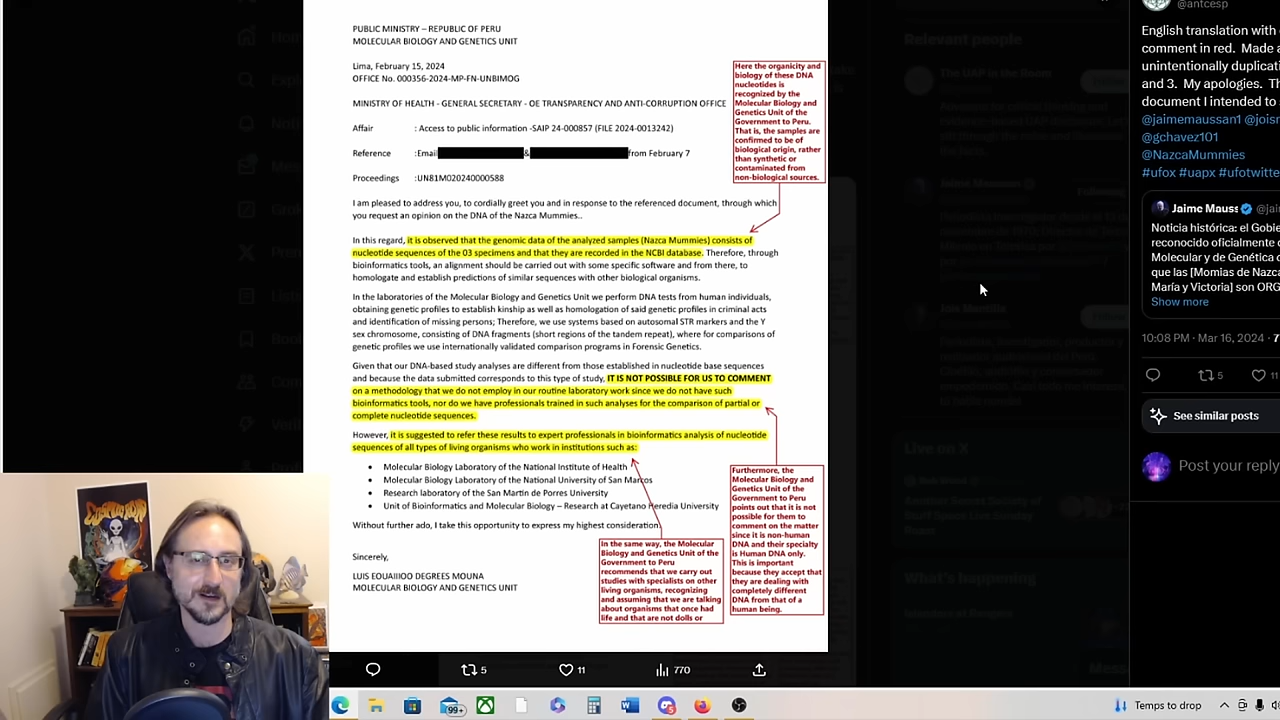 PUBLIC MINISTRY – REPUBLIC OF PERU
MOLECULAR BIOLOGY AND GENETICS UNIT
Lima, February 15, 2024
OFFICE No. 000356-2024-MP-FN-UNBIMOG
MINISTRY OF HEALTH - GENERAL SECRETARY - OE TRANSPARENCY AND ANTI-CORRUPTION OFFICE
Affair : Access to public information -SAIP 24-000857 (FILE 2024-0013242)
Reference :Email & from February 7
Proceedings :UN81M020240000588
I am pleased to address you, to cordially greet you and in response to the referenced document, through which
you request an opinion on the DNA of the Nazca Mummies..
In this regard, it is observed that the genomic data of the analyzed samples (Nazca Mummies) consists of
nucleotide sequences of the 03 specimens and that they are recorded in the NCBI database. Therefore, through
bioinformatics tools, an alignment should be carried out with some specific software and from there, to
homologate and establish predictions of similar sequences with other biological organisms.
In the laboratories of the Molecular Biology and Genetics Unit we perform DNA tests from human individuals,
obtaining genetic profiles to establish kinship as well as homologation of said genetic profiles in criminal acts
and identification of missing persons; Therefore, we use systems based on autosomal STR markers and the Y
sex chromosome, consisting of DNA fragments (short regions of the tandem repeat), where for comparisons of
genetic profiles we use internationally validated comparison programs in Forensic Genetics.
Given that our DNA-based study analyses are different from those established in nucleotide base sequences
and because the data submitted corresponds to this type of study, IT IS NOT POSSIBLE FOR US TO COMMENT
on a methodology that we do not employ in our routine laboratory work since we do not have such
bioinformatics tools, nor do we have professionals trained in such analyses for the comparison of partial or
complete nucleotide sequences.
However, it is suggested to refer these results to expert professionals in bioinformatics analysis of nucleotide
sequences of all types of living organisms who work in institutions such as:
• Molecular Biology Laboratory of the National Institute of Health
• Molecular Biology Laboratory of the National University of San Marcos
• Research laboratory of the San Martin de Porres University
• Unit of Bioinformatics and Molecular Biology – Research at Cayetano Heredia University
Without further ado, I take this opportunity to express my highest consideration.
Sincerely,
LUIS EOUAIIIOO DEGREES MOUNA
MOLECULAR BIOLOGY AND GENETICS UNIT
Here the organicity and
biology of these DNA
nucleotides is
recognized by the
Molecular Biology and
Genetics Unit of the
Government to Peru.
That is, the samples are
confirmed to be of
biological origin, rather
than synthetic or
contaminated from
non-biological sources.
Furthermore, the
Molecular Biology and
Genetics Unit of the
Government to Peru
points out that it is not
possible for them to
comment on the matter
since it is non-human
DNA and their specialty
is Human DNA only.
This is important
because they accept that
they are dealing with
completely different
DNA from that of a
human being.
In the same way, the Molecular
Biology and Genetics Unit of the
Government to Peru
recommends that we carry out
studies with specialists on other
living organisms, recognizing
and assuming that we are talking
about organisms that once had
life and that are not dolls or
5
11
770
@antcesp
English translation with
comment in red. Made a
unintentionally
and my apologies.
@jaimemaussan
@gchavez101
@NazcaMummies
#ufox #uapx
Jaime Maus
Noticia histórica: el Gobie
Molecular y Genética de
que las Momias de Nazca
María y Victoria) son ORG
Show more
10:08 PM · Mar 16, 2024 · 7
5
11
See similar posts
your re
Relevant people
Live on X
What's happening
99+
Temps to drop